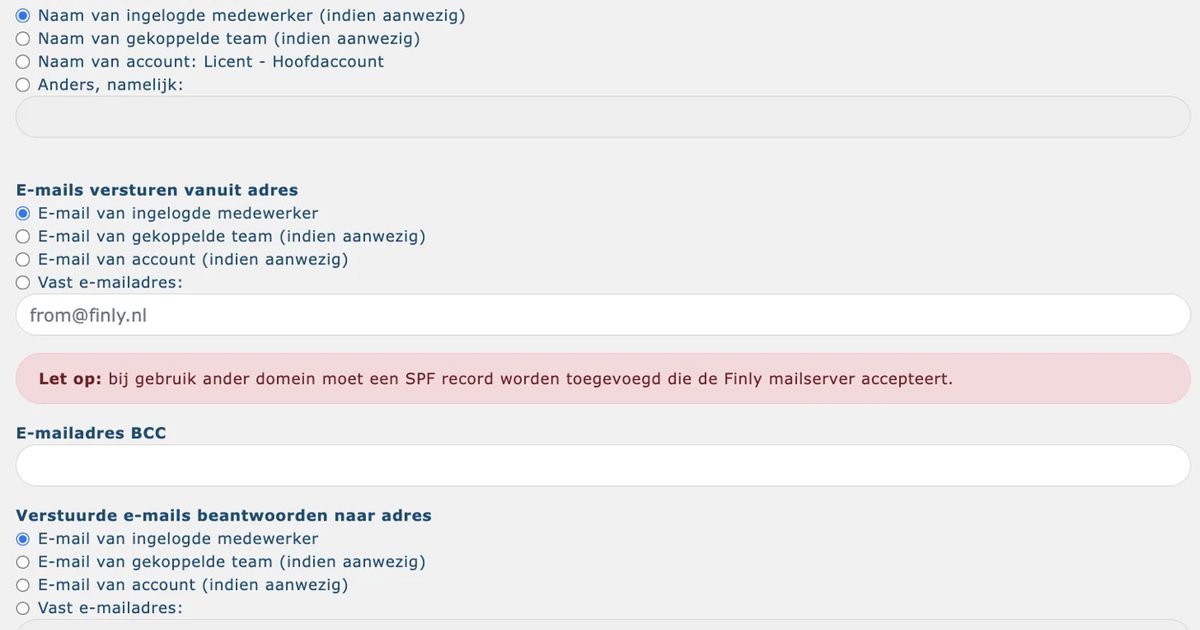 Naam van ingelogde medewerker (indien aanwezig)
Naam van gekoppelde team (indien aanwezig)
Naam van account: Licent - Hoofdaccount
Anders, namelijk:
E-mails versturen vanuit adres
E-mail van ingelogde medewerker
E-mail van gekoppelde team (indien aanwezig)
E-mail van account (indien aanwezig)
Vast e-mailadres:
from@finly.nl
Let op: bij gebruik ander domein moet een SPF record worden toegevoegd die de Finly mailserver accepteert.
E-mailadres BCC
Verstuurde e-mails beantwoorden naar adres
E-mail van ingelogde medewerker
E-mail van gekoppelde team (indien aanwezig)
E-mail van account (indien aanwezig)
Vast e-mailadres: